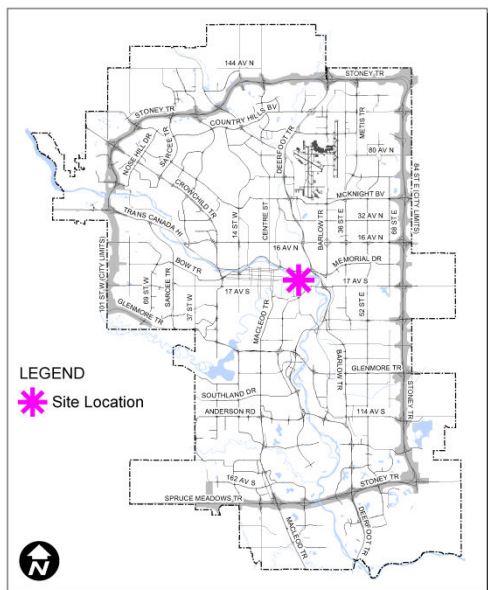 144 AV N
STONEY TR
STONEY TR
COUNTRY HILLS BV
NOSE HILL DR
SARCEE TR
DEERFOOT TR
METIS TR
80 AV N
CROWCHILD TR
MCKNIGHT BV
84 ST E (CITY LIMITS)
TRANS CANADA HI
14 ST W
CENTRE ST
BARLOW TR
36 ST E
32 AV N
68 ST E
16 AV N
16 AV N
MEMORIAL DR
BOW TR
101 ST W (CITY LIMITS)
69 ST W
SARCEE TR
37 ST W
17 AV S
17 AV S
MACLEOD TR
52 ST E
GLENMORE TR
BARLOW TR
GLENMORE TR
LEGEND
Site Location
SOUTHLAND DR
STONEY TR
ANDERSON RD
114 AV S
162 AV S
STONEY TR
SPRUCE MEADOWS TR
MACLEOD TR
DEERFOOT TR
N